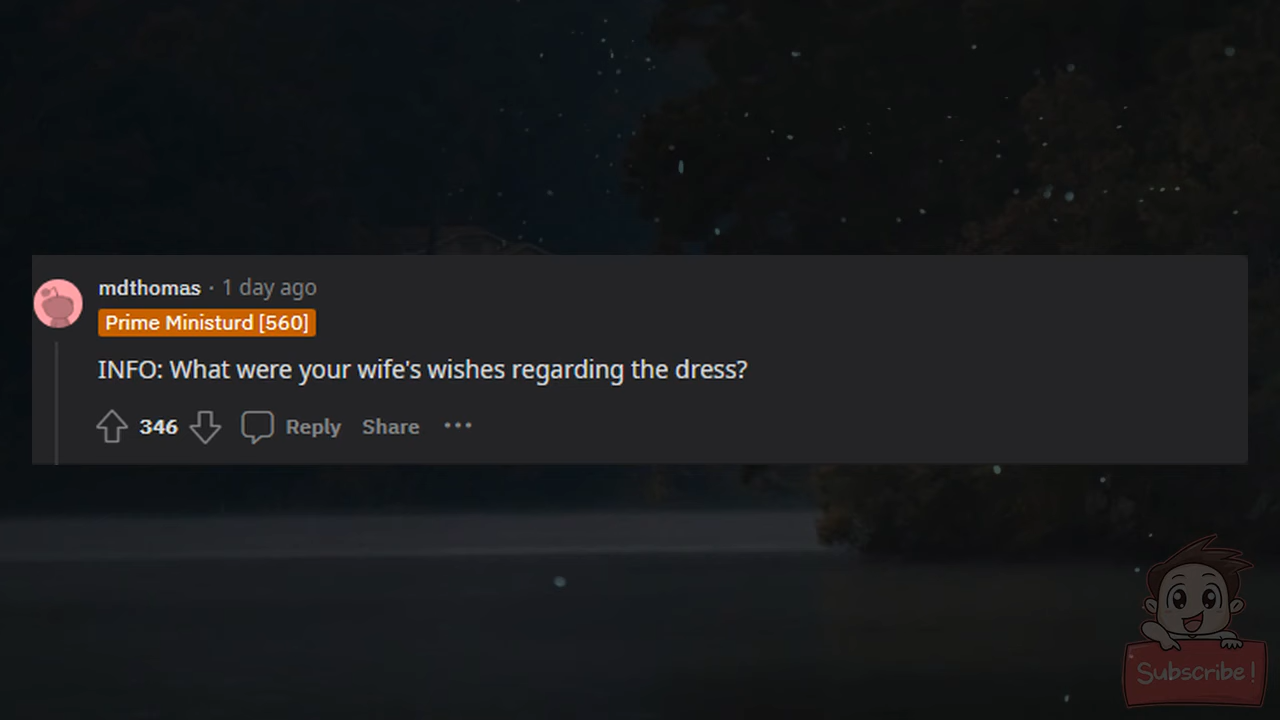 mdthomas · 1 day ago
Prime Ministurd [560]
INFO: What were your wife's wishes regarding the dress?
346 Reply Share ···
Subscribe!